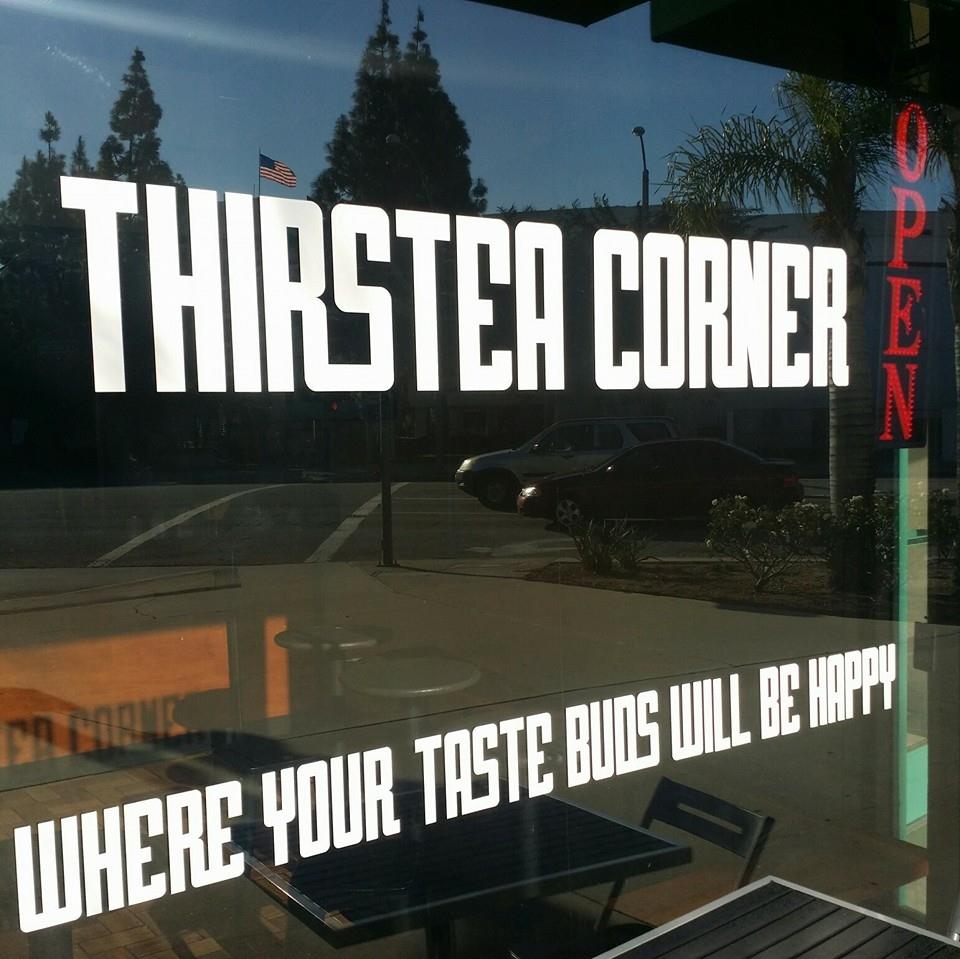 THIRSTEA CORNER
OPEN
WHERE YOUR TASTE BUDS WILL BE HAPPY